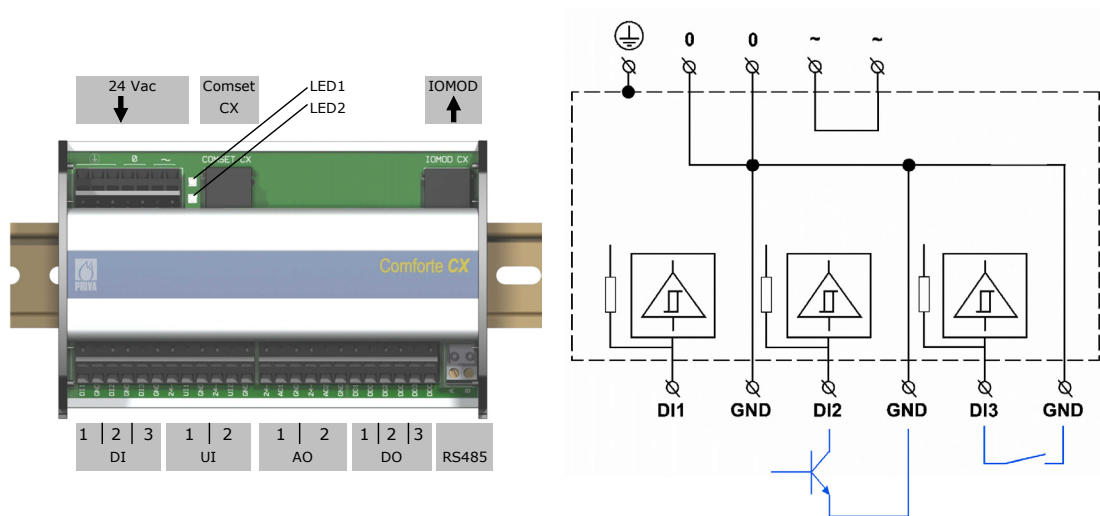 24 Vac
Comset
CX
LED1
LED2
IOMOD
0 ~
COMSET CX
IOMOD CX
PRIVA
Comforte CX
A B
1 2 3
DI
1 2
UI
1 2
AO
1 2 3
DO
RS485
0 0 ~ ~
DI1 GND DI2 GND DI3 GND